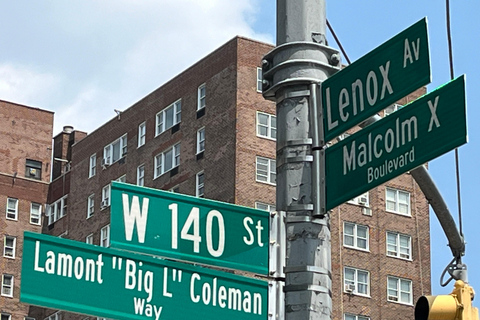 Lenox Av
Malcolm X
Boulevard
W 140 St
Lamont "Big L" Coleman
Way